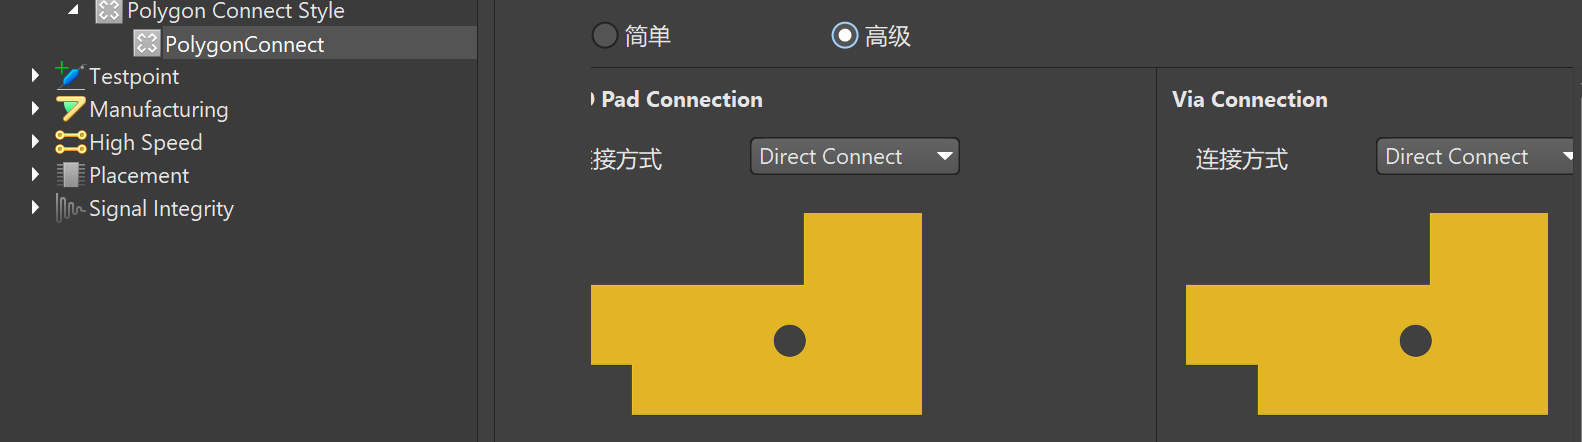 Polygon Connect Style
PolygonConnect
Testpoint
Manufacturing
High Speed
Placement
Signal Integrity
简单
高级
Pad Connection
接方式
Direct Connect
Via Connection
连接方式
Direct Connect